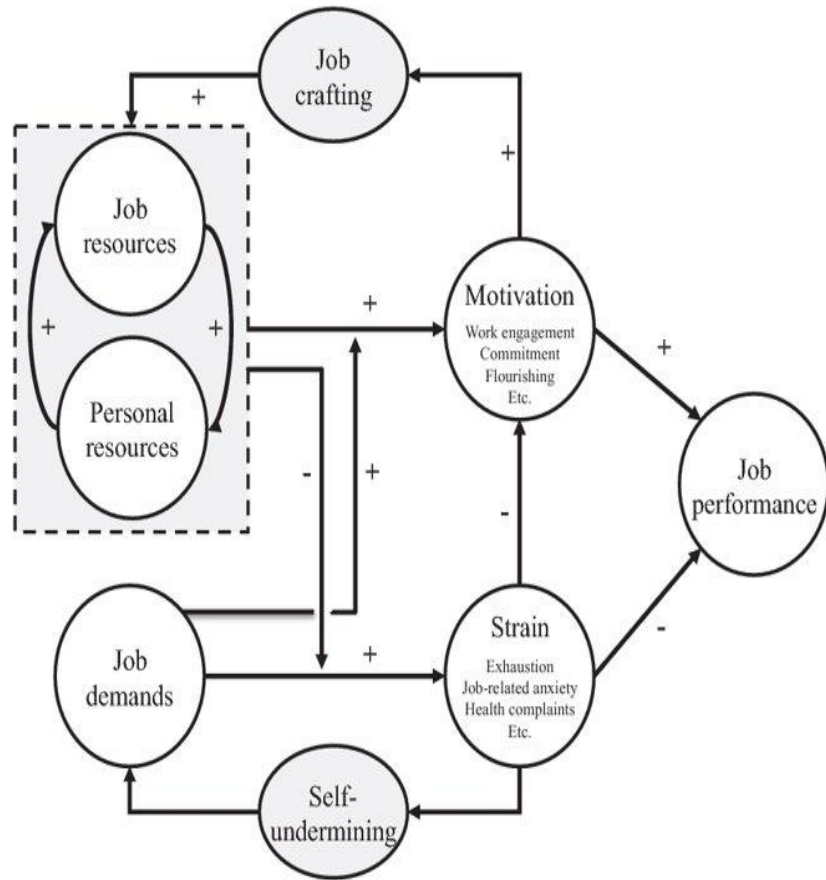 Job
crafting
+
+
Job
resources
+
+
Personal
resources
+
-
+
Motivation
Work engagement
Commitment
Flourishing
Etc.
+
Job
performance
-
-
Job
demands
+
Strain
Exhaustion
Job-related anxiety
Health complaints
Etc.
Self-
undermining